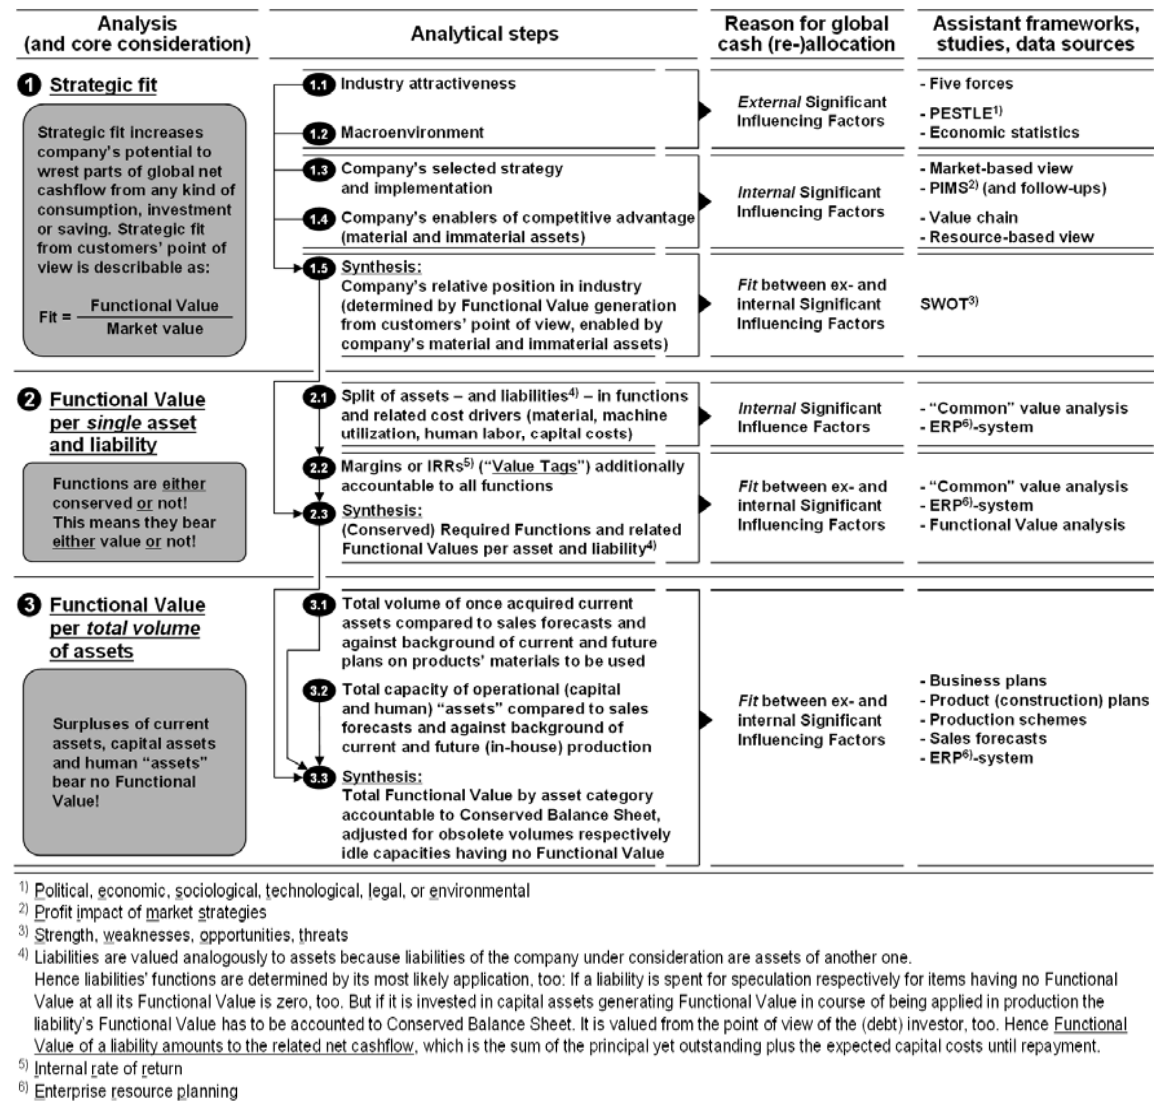 Analysis
(and core consideration)
Analytical steps
Reason for global
cash (re-)allocation
Assistant frameworks,
studies, data sources
1 Strategic fit
Strategic fit increases
company's potential to
wrest parts of global net
cashflow from any kind of
consumption, investment
or saving. Strategic fit
from customers' point of
view is describable as:
Fit = Functional Value
Market value
1.1 Industry attractiveness
1.2 Macroenvironment
External Significant
Influencing Factors
- Five forces
- PESTLE1)
- Economic statistics
1.3 Company's selected strategy
and implementation
1.4 Company's enablers of competitive advantage
(material and immaterial assets)
Internal Significant
Influencing Factors
- Market-based view
- PIMS2) (and follow-ups)
- Value chain
- Resource-based view
1.5 Synthesis:
Company's relative position in industry
(determined by Functional Value generation
from customers' point of view, enabled by
company's material and immaterial assets)
Fit between ex- and
internal Significant
Influencing Factors
SWOT3)
2 Functional Value
per single asset
and liability
Functions are either
conserved or not!
This means they bear
either value or not!
2.1 Split of assets – and liabilities4) – in functions
and related cost drivers (material, machine
utilization, human labor, capital costs)
Internal Significant
Influence Factors
- “Common” value analysis
- ERP6)-system
2.2 Margins or IRRs5) (“Value Tags”) additionally
accountable to all functions
2.3 Synthesis:
(Conserved) Required Functions and related
Functional Values per asset and liability4)
Fit between ex- and
internal Significant
Influencing Factors
- “Common” value analysis
- ERP6)-system
- Functional Value analysis
3 Functional Value
per total volume
of assets
Surpluses of current
assets, capital assets
and human “assets”
bear no Functional
Value!
3.1 Total volume of once acquired current
assets compared to sales forecasts and
against background of current and future
plans on products' materials to be used
3.2 Total capacity of operational (capital
and human) “assets” compared to sales
forecasts and against background of
current and future (in-house) production
3.3 Synthesis:
Total Functional Value by asset category
accountable to Conserved Balance Sheet,
adjusted for obsolete volumes respectively
idle capacities having no Functional Value
Fit between ex- and
internal Significant
Influencing Factors
- Business plans
- Product (construction) plans
- Production schemes
- Sales forecasts
- ERP6)-system
1) Political, economic, sociological, technological, legal, or environmental
2) Profit impact of market strategies
3) Strength, weaknesses, opportunities, threats
4) Liabilities are valued analogously to assets because liabilities of the company under consideration are assets of another one.
Hence liabilities' functions are determined by its most likely application, too: If a liability is spent for speculation respectively for items having no Functional
Value at all its Functional Value is zero, too. But if it is invested in capital assets generating Functional Value in course of being applied in production the
liability's Functional Value has to be accounted to Conserved Balance Sheet. It is valued from the point of view of the (debt) investor, too. Hence Functional
Value of a liability amounts to the related net cashflow, which is the sum of the principal yet outstanding plus the expected capital costs until repayment.
5) Internal rate of return
6) Enterprise resource planning